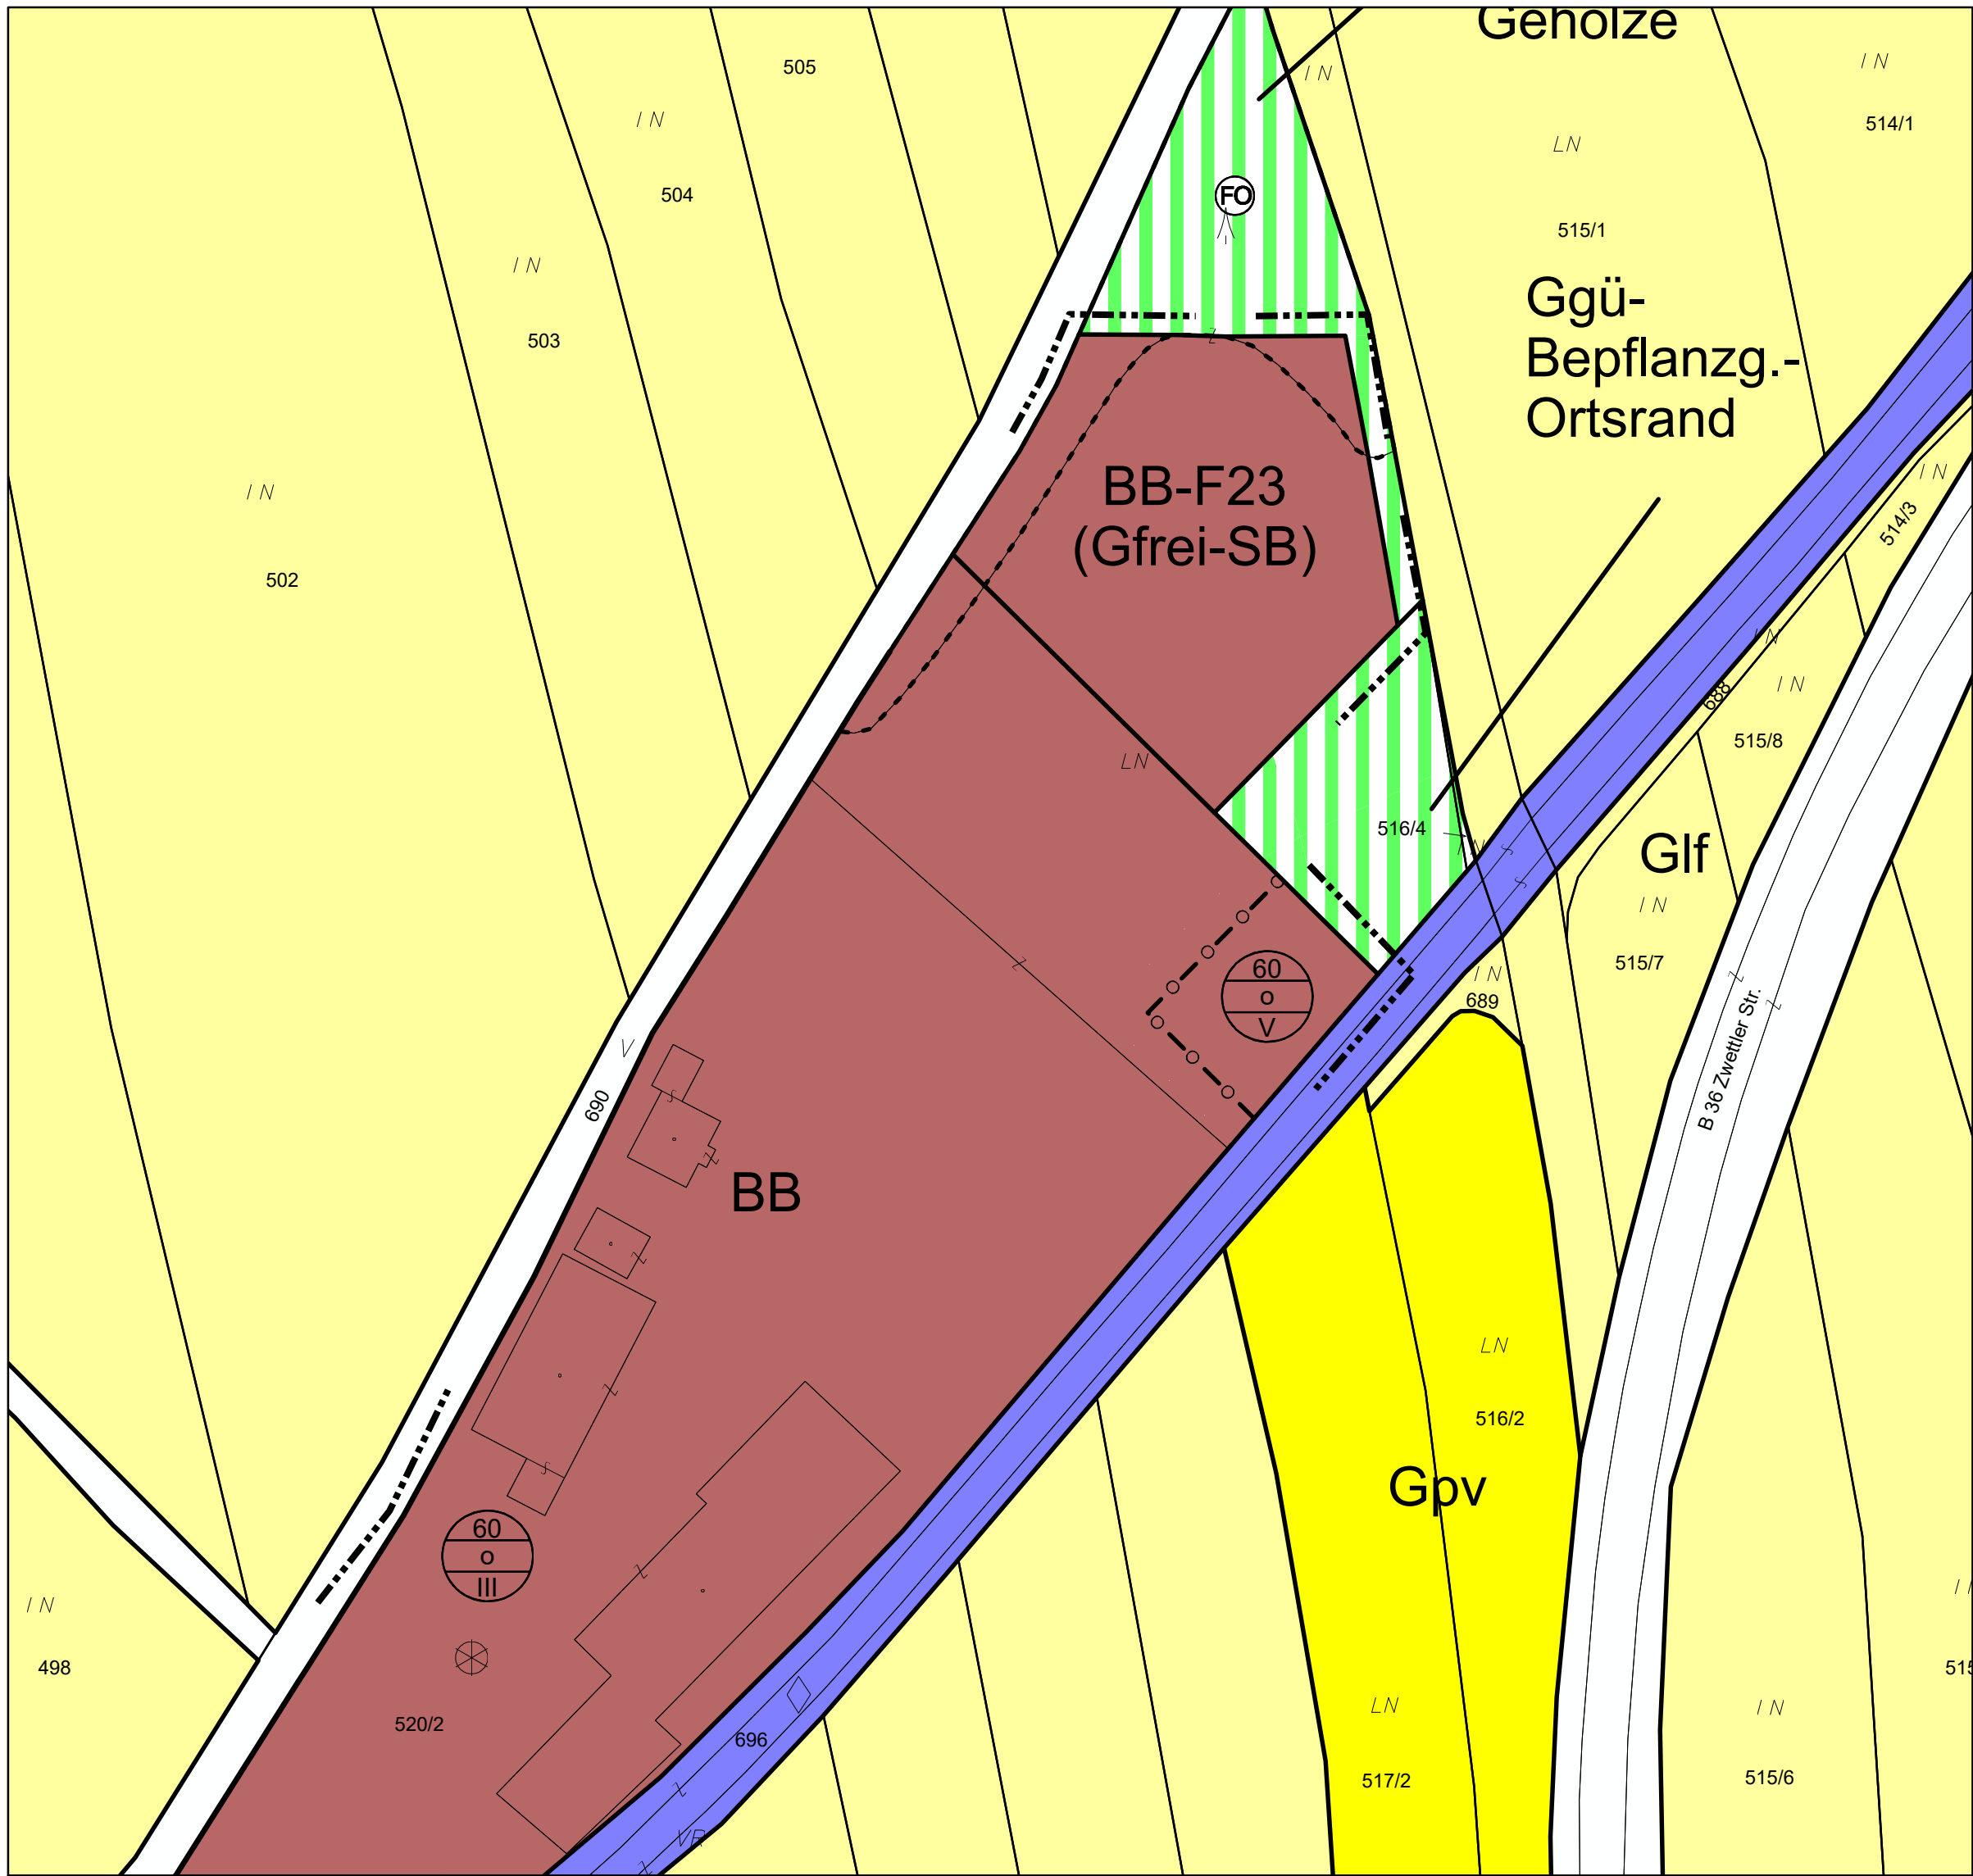 Gehölze
I N
505
I N
514/1
I N
LN
504
FO
515/1
I N
503
Ggü-
Bepflanzg.-
Ortsrand
BB-F23
(Gfrei-SB)
I N
514/3
I N
502
I N
I N
688
515/8
LN
516/4
Glf
I N
515/7
60
o
V
I N
689
B 36 Zwettler Str.
690
BB
LN
516/2
Gpv
60
o
III
I N
498
520/2
696
LN
517/2
I N
515/6
VR